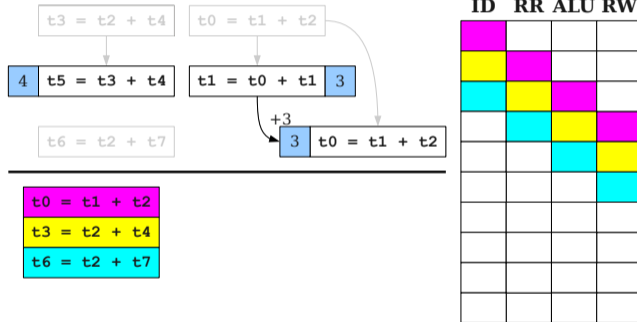 ID RR ALU RW
t3 = t2 + t4 t0 = t1 + t2
4 t5 = t3 + t4 t1 = t0 + t1 3
+3
t6 = t2 + t7 3 t0 = t1 + t2
t0 = t1 + t2
t3 = t2 + t4
t6 = t2 + t7